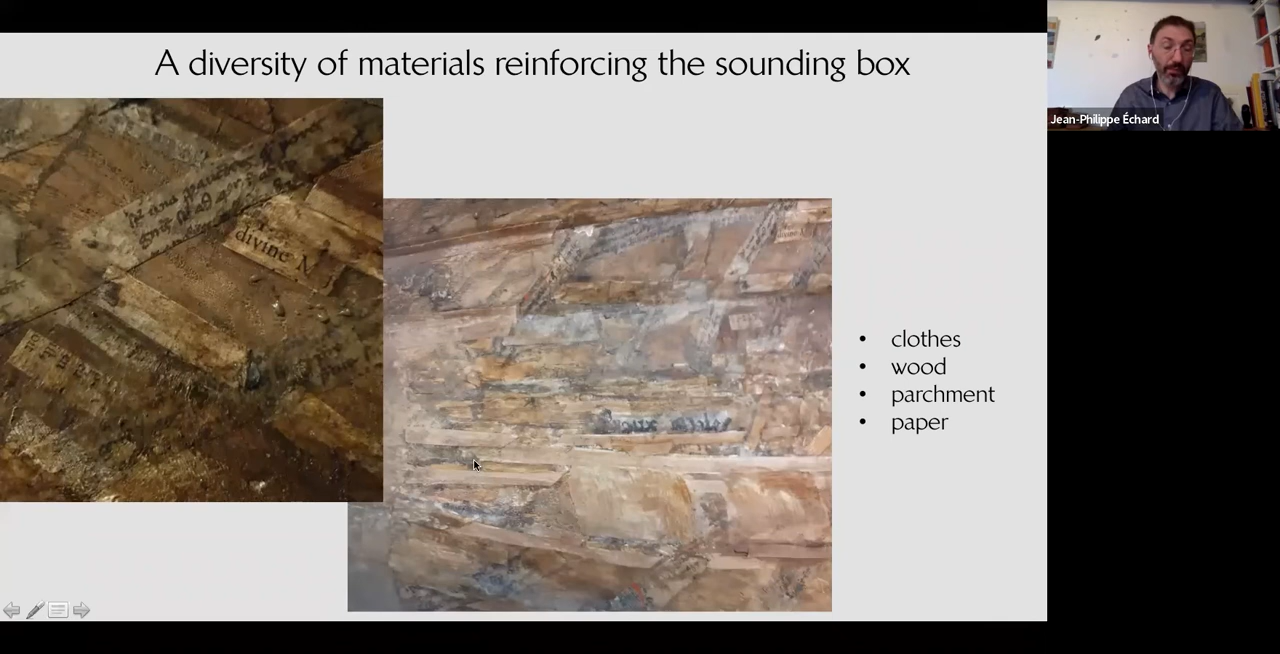 A diversity of materials reinforcing the sounding box
Jean-Philippe Échard
divine
• clothes
• wood
• parchment
• paper